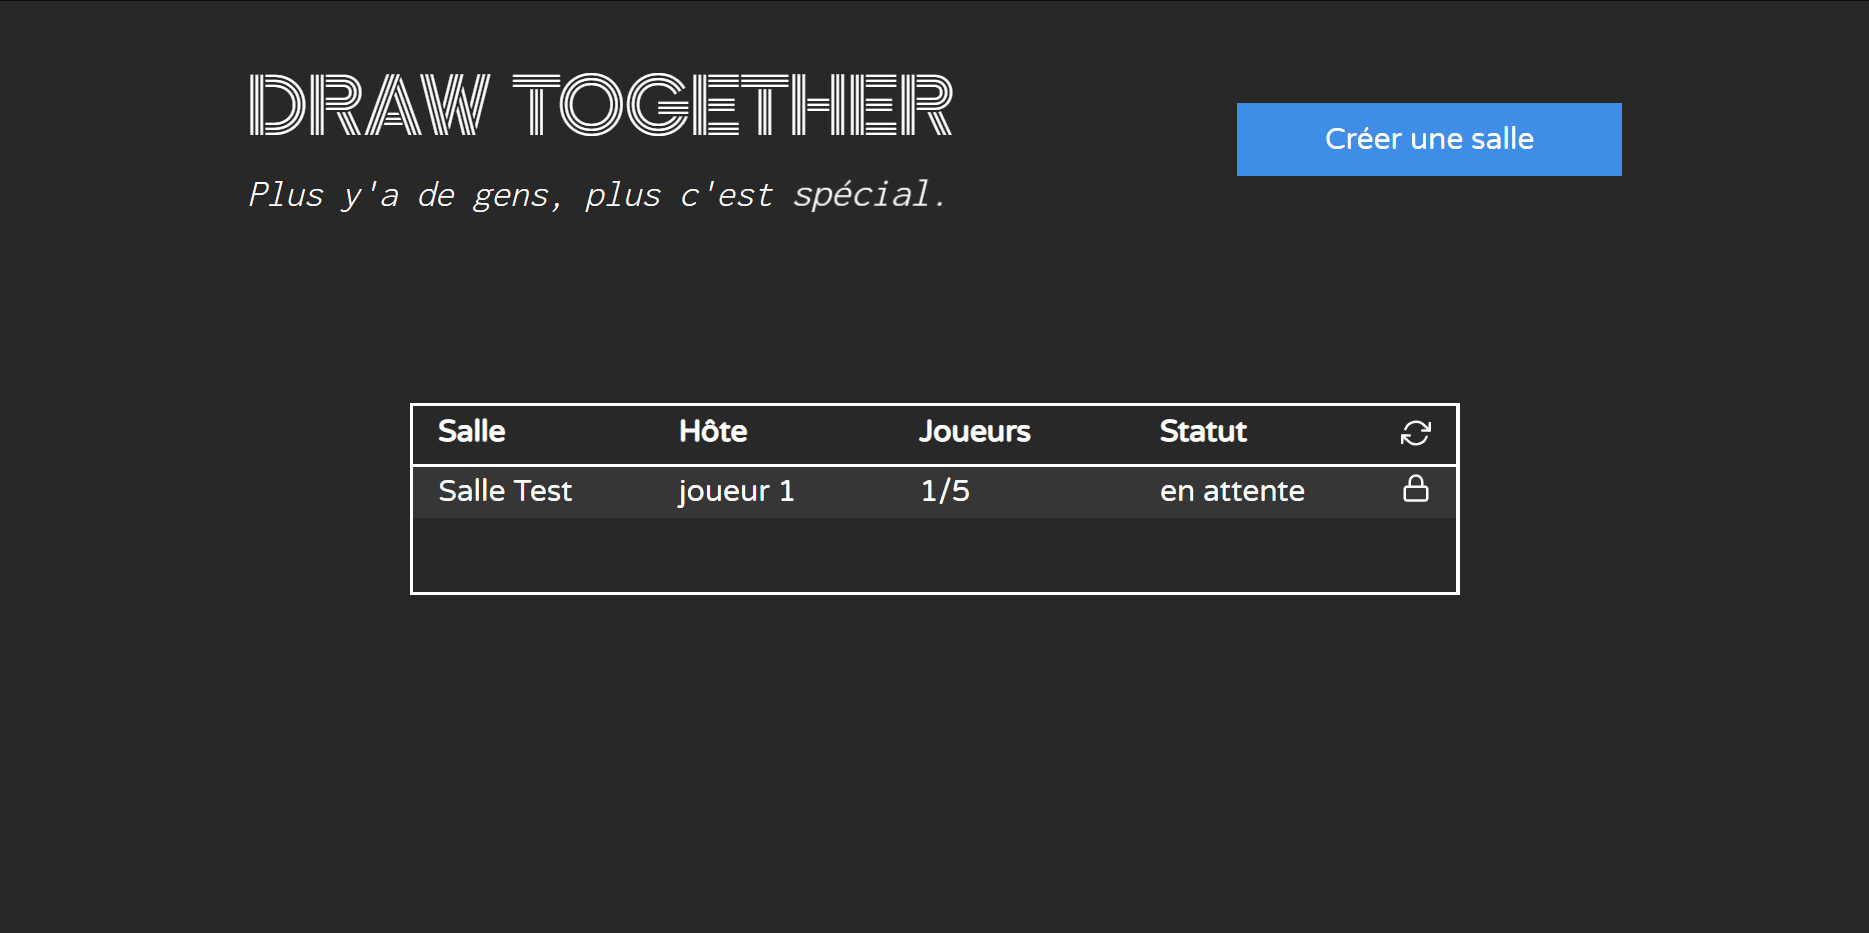 DRAW TOGETHER
Créer une salle
Plus y'a de gens, plus c'est spécial.
Salle Hôte Joueurs Statut
Salle Test joueur 1 1/5 en attente